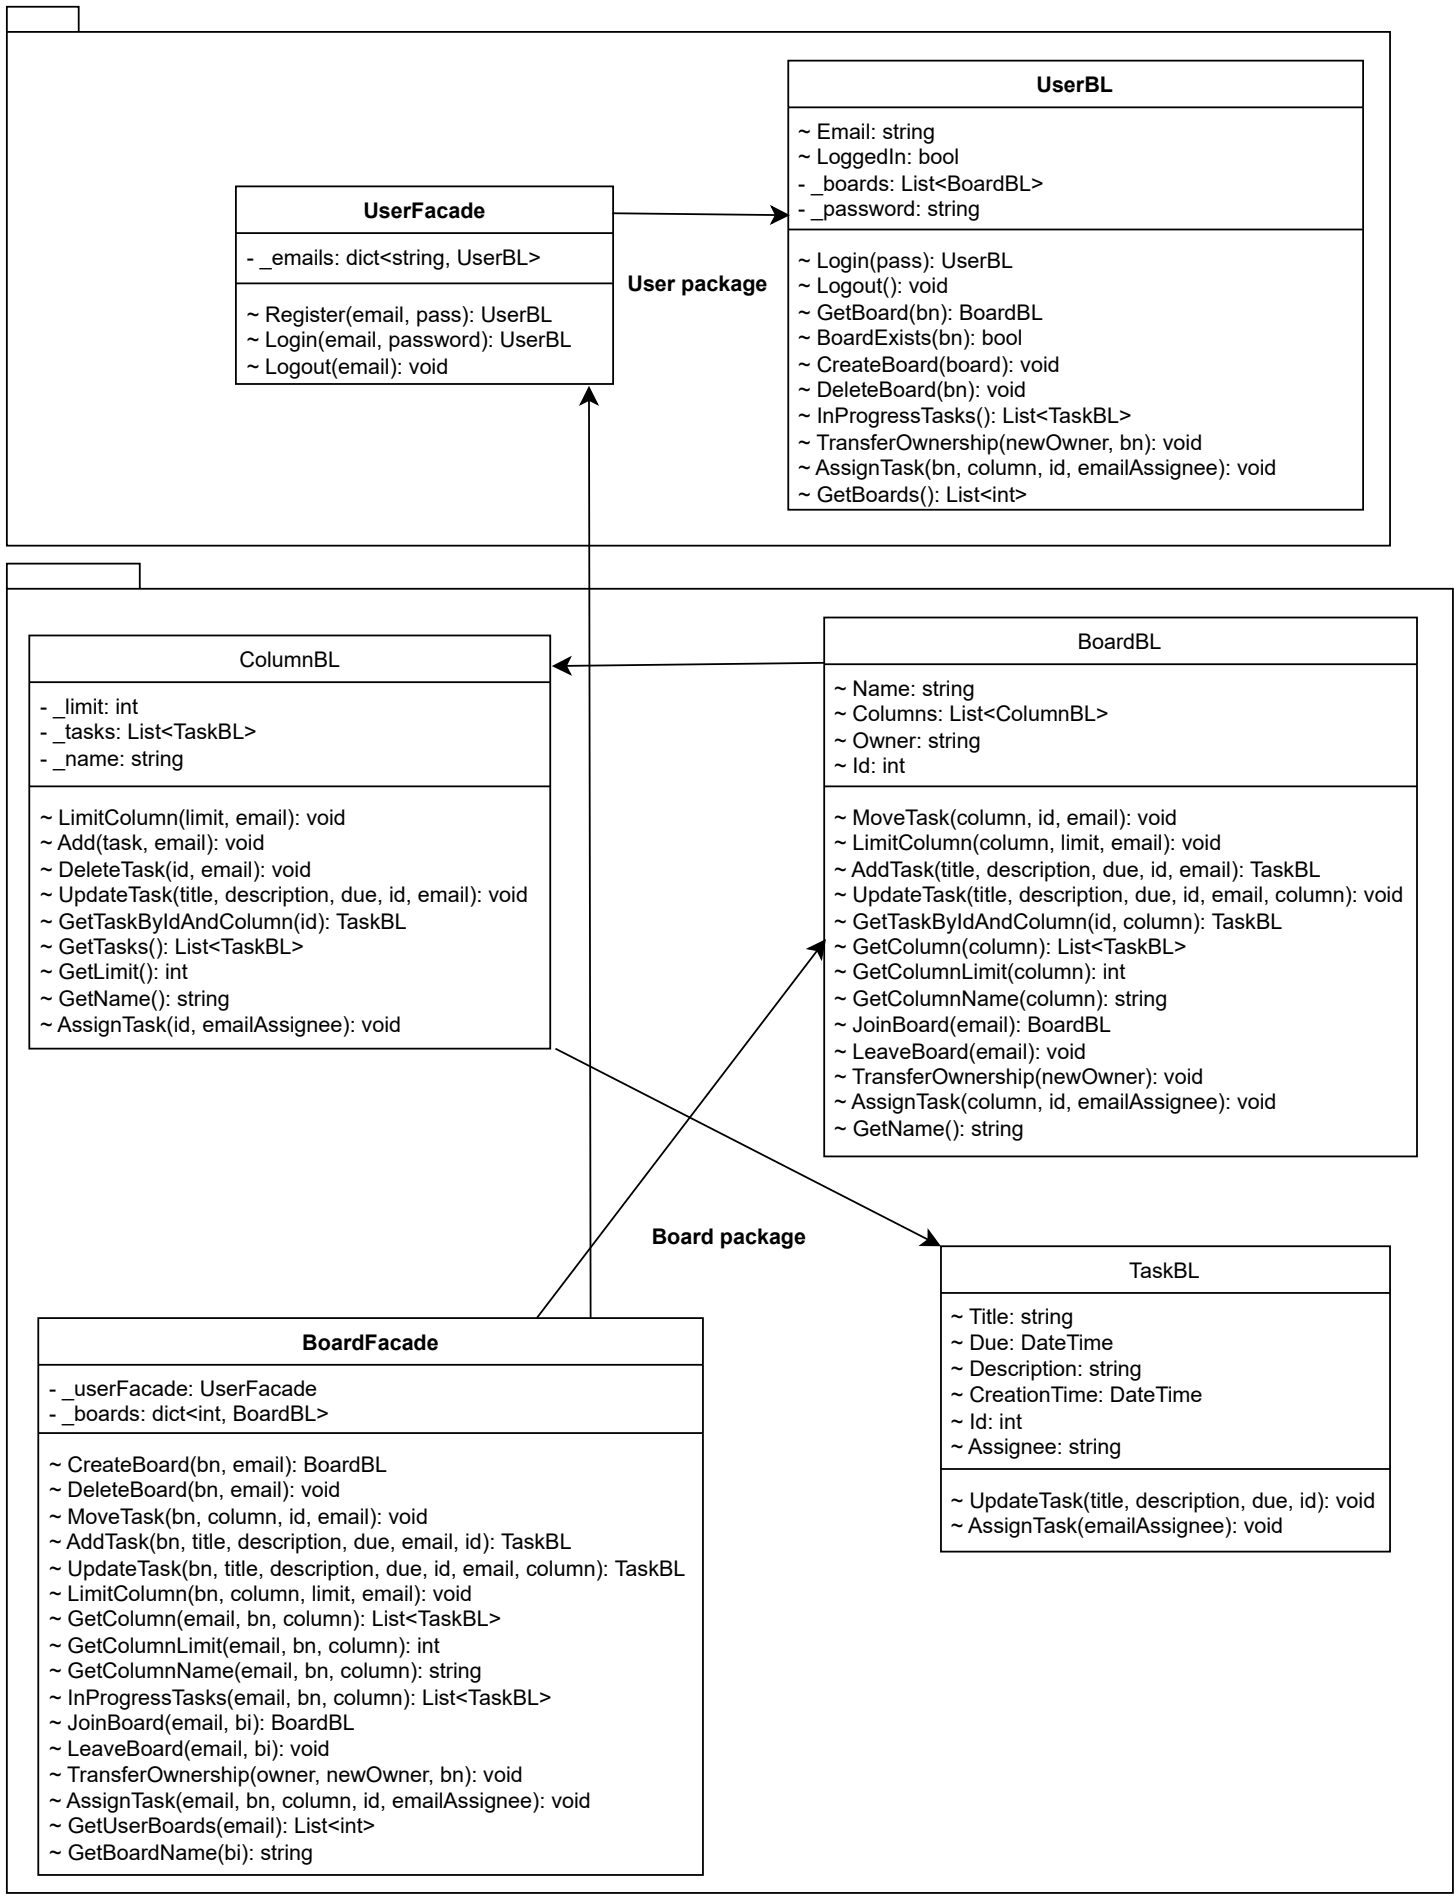 UserBL
~ Email: string
~ LoggedIn: bool
- _boards: List<BoardBL>
- _password: string
~ Login(pass): UserBL
~ Logout(): void
~ GetBoard(bn): BoardBL
~ BoardExists(bn): bool
~ CreateBoard(board): void
~ DeleteBoard(bn): void
~ InProgressTasks(): List<TaskBL>
~ TransferOwnership(newOwner, bn): void
~ AssignTask(bn, column, id, emailAssignee): void
~ GetBoards(): List<int>
UserFacade
- _emails: dict<string, UserBL>
~ Register(email, pass): UserBL
~ Login(email, password): UserBL
~ Logout(email): void
User package
ColumnBL
- _limit: int
- _tasks: List<TaskBL>
- _name: string
~ LimitColumn(limit, email): void
~ Add(task, email): void
~ DeleteTask(id, email): void
~ UpdateTask(title, description, due, id, email): void
~ GetTaskByIdAndColumn(id): TaskBL
~ GetTasks(): List<TaskBL>
~ GetLimit(): int
~ GetName(): string
~ AssignTask(id, emailAssignee): void
BoardBL
~ Name: string
~ Columns: List<ColumnBL>
~ Owner: string
~ Id: int
~ MoveTask(column, id, email): void
~ LimitColumn(column, limit, email): void
~ AddTask(title, description, due, id, email): TaskBL
~ UpdateTask(title, description, due, id, email, column): void
~ GetTaskByIdAndColumn(id, column): TaskBL
~ GetColumn(column): List<TaskBL>
~ GetColumnLimit(column): int
~ GetColumnName(column): string
~ JoinBoard(email): BoardBL
~ LeaveBoard(email): void
~ TransferOwnership(newOwner): void
~ AssignTask(column, id, emailAssignee): void
~ GetName(): string
Board package
TaskBL
~ Title: string
~ Due: DateTime
~ Description: string
~ CreationTime: DateTime
~ Id: int
~ Assignee: string
~ UpdateTask(title, description, due, id): void
~ AssignTask(emailAssignee): void
BoardFacade
- _userFacade: UserFacade
- _boards: dict<int, BoardBL>
~ CreateBoard(bn, email): BoardBL
~ DeleteBoard(bn, email): void
~ MoveTask(bn, column, id, email): void
~ AddTask(bn, title, description, due, email, id): TaskBL
~ UpdateTask(bn, title, description, due, id, email, column): TaskBL
~ LimitColumn(bn, column, limit, email): void
~ GetColumn(email, bn, column): List<TaskBL>
~ GetColumnLimit(email, bn, column): int
~ GetColumnName(email, bn, column): string
~ InProgressTasks(email, bn, column): List<TaskBL>
~ JoinBoard(email, bi): BoardBL
~ LeaveBoard(email, bi): void
~ TransferOwnership(owner, newOwner, bn): void
~ AssignTask(email, bn, column, id, emailAssignee): void
~ GetUserBoards(email): List<int>
~ GetBoardName(bi): string